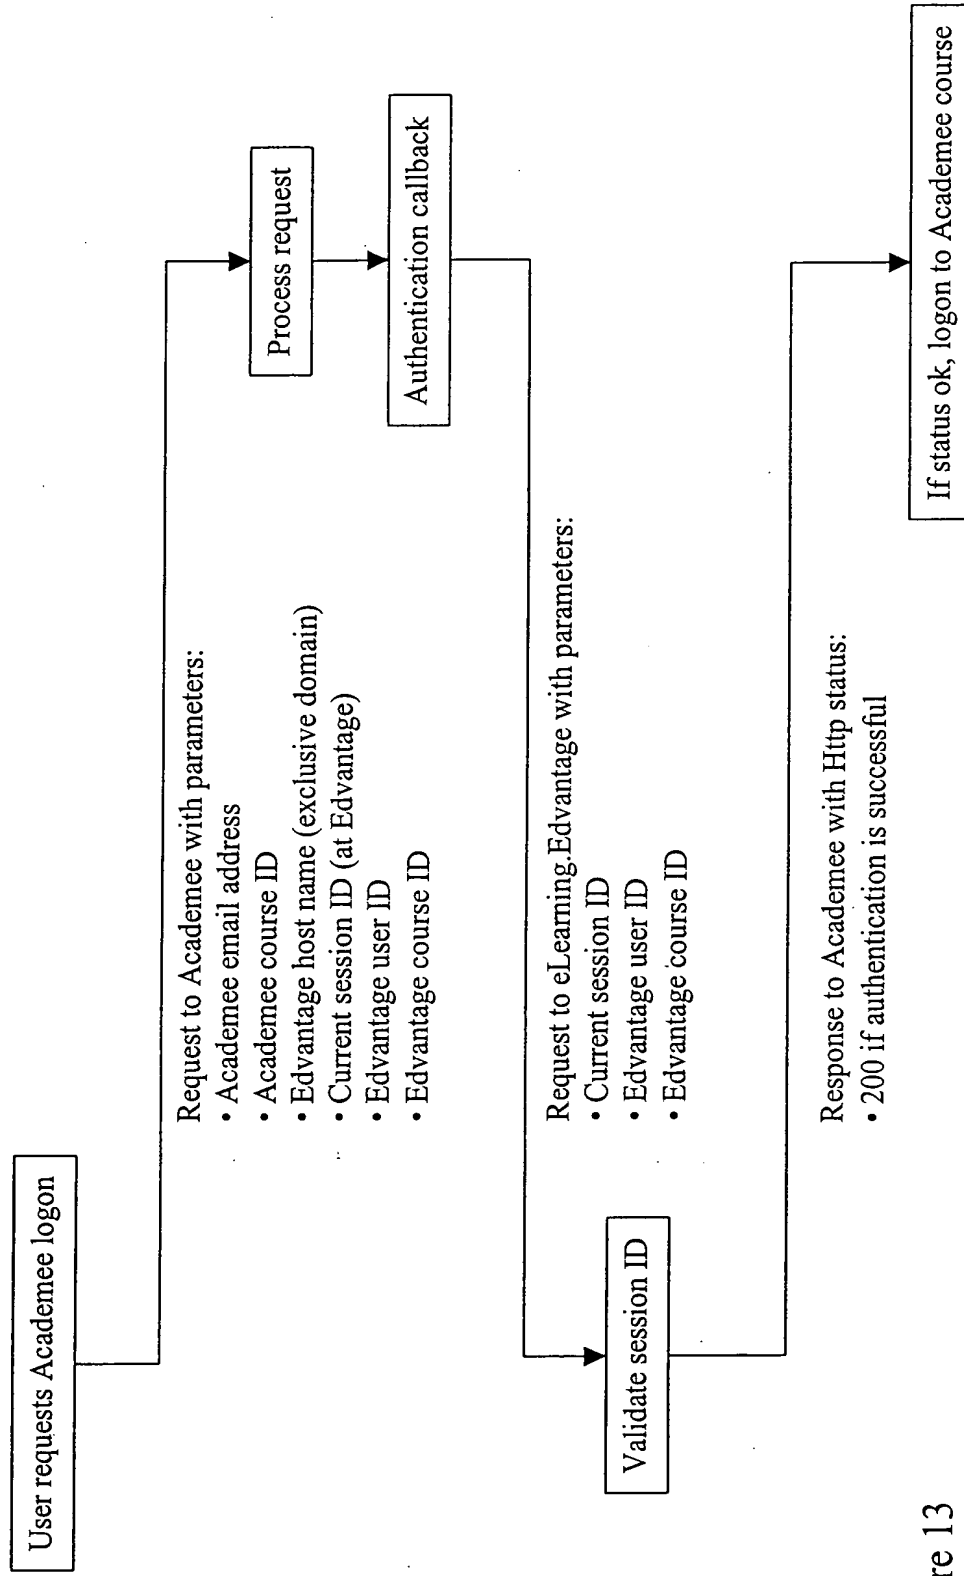 User requests Academee logon
Request to Academee with parameters:
• Academee email address
• Academee course ID
• Edvantage host name (exclusive domain)
• Current session ID (at Edvantage)
• Edvantage user ID
• Edvantage course ID
Process request
Authentication callback
Request to eLearning.Edvantage with parameters:
• Current session ID
• Edvantage user ID
• Edvantage course ID
Validate session ID
Response to Academee with Http status:
• 200 if authentication is successful
If status ok, logon to Academee course
re 13